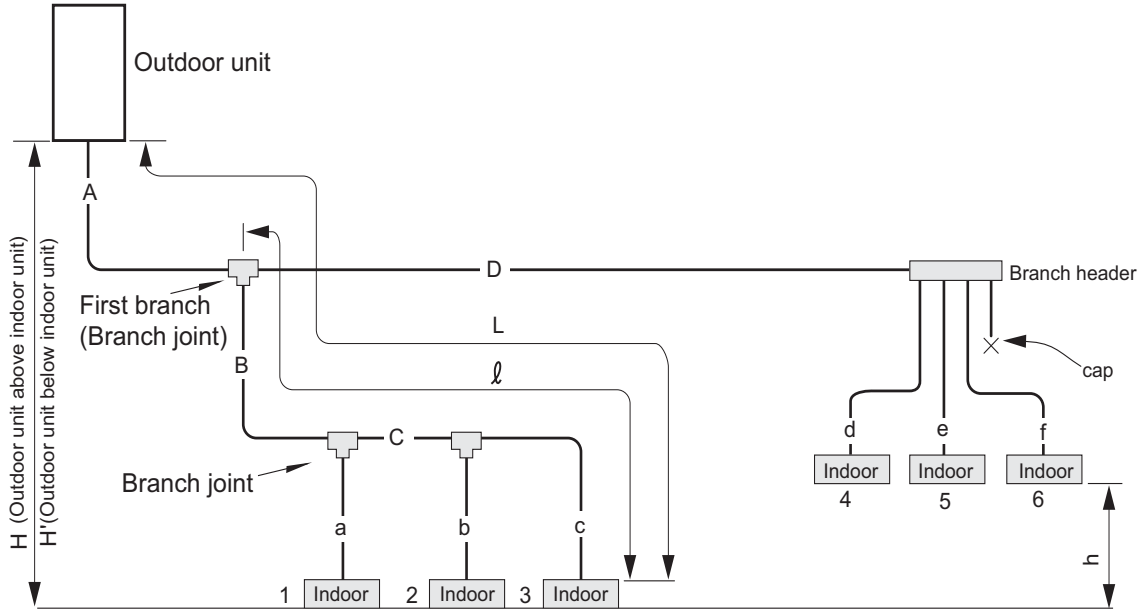 Outdoor unit
A
H (Outdoor unit above indoor unit)
H'(Outdoor unit below indoor unit)
First branch
(Branch joint)
D
Branch header
L
ℓ
B
cap
C
Branch joint
d
e
f
Indoor
Indoor
Indoor
4
5
6
a
b
c
h
1 Indoor
2 Indoor
3 Indoor